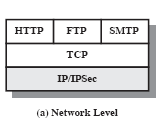 HTTP FTP SMTP
TCP
IP/IPSec
(a) Network Level